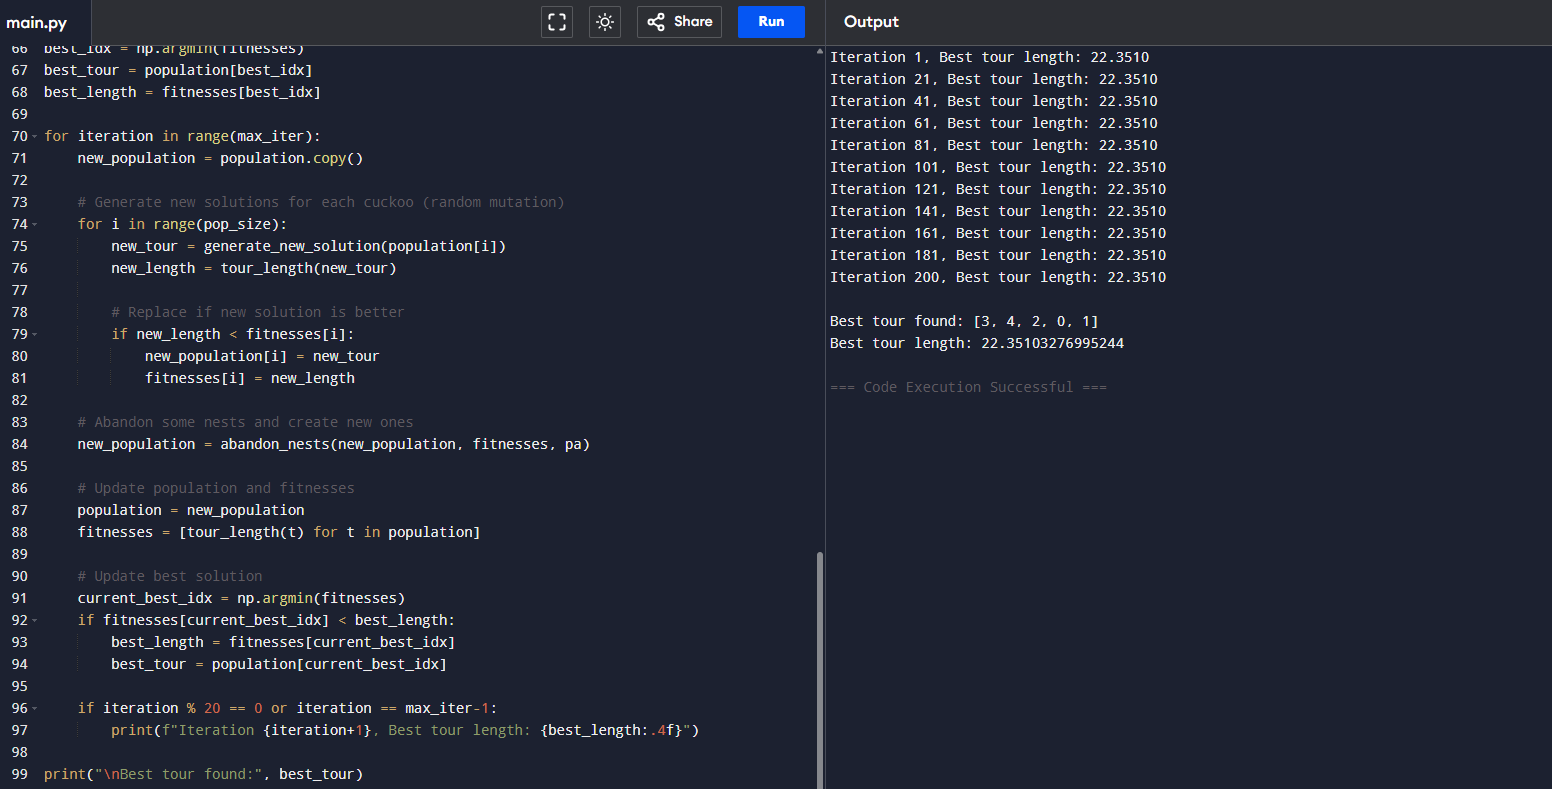 main.py
Share
Run
Output
66 best_idx = np.argmin(fitnesses)
67 best_tour = population[best_idx]
68 best_length = fitnesses[best_idx]
69
70 for iteration in range(max_iter):
71     new_population = population.copy()
72
73     # Generate new solutions for each cuckoo (random mutation)
74     for i in range(pop_size):
75         new_tour = generate_new_solution(population[i])
76         new_length = tour_length(new_tour)
77
78         # Replace if new solution is better
79         if new_length < fitnesses[i]:
80             new_population[i] = new_tour
81             fitnesses[i] = new_length
82
83     # Abandon some nests and create new ones
84     new_population = abandon_nests(new_population, fitnesses, pa)
85
86     # Update population and fitnesses
87     population = new_population
88     fitnesses = [tour_length(t) for t in population]
89
90     # Update best solution
91     current_best_idx = np.argmin(fitnesses)
92     if fitnesses[current_best_idx] < best_length:
93         best_length = fitnesses[current_best_idx]
94         best_tour = population[current_best_idx]
95
96     if iteration % 20 == 0 or iteration == max_iter-1:
97         print(f"Iteration {iteration+1}, Best tour length: {best_length:.4f}")
98
99 print("\nBest tour found:", best_tour)
Iteration 1, Best tour length: 22.3510
Iteration 21, Best tour length: 22.3510
Iteration 41, Best tour length: 22.3510
Iteration 61, Best tour length: 22.3510
Iteration 81, Best tour length: 22.3510
Iteration 101, Best tour length: 22.3510
Iteration 121, Best tour length: 22.3510
Iteration 141, Best tour length: 22.3510
Iteration 161, Best tour length: 22.3510
Iteration 181, Best tour length: 22.3510
Iteration 200, Best tour length: 22.3510
Best tour found: [3, 4, 2, 0, 1]
Best tour length: 22.35103276995244
=== Code Execution Successful ===